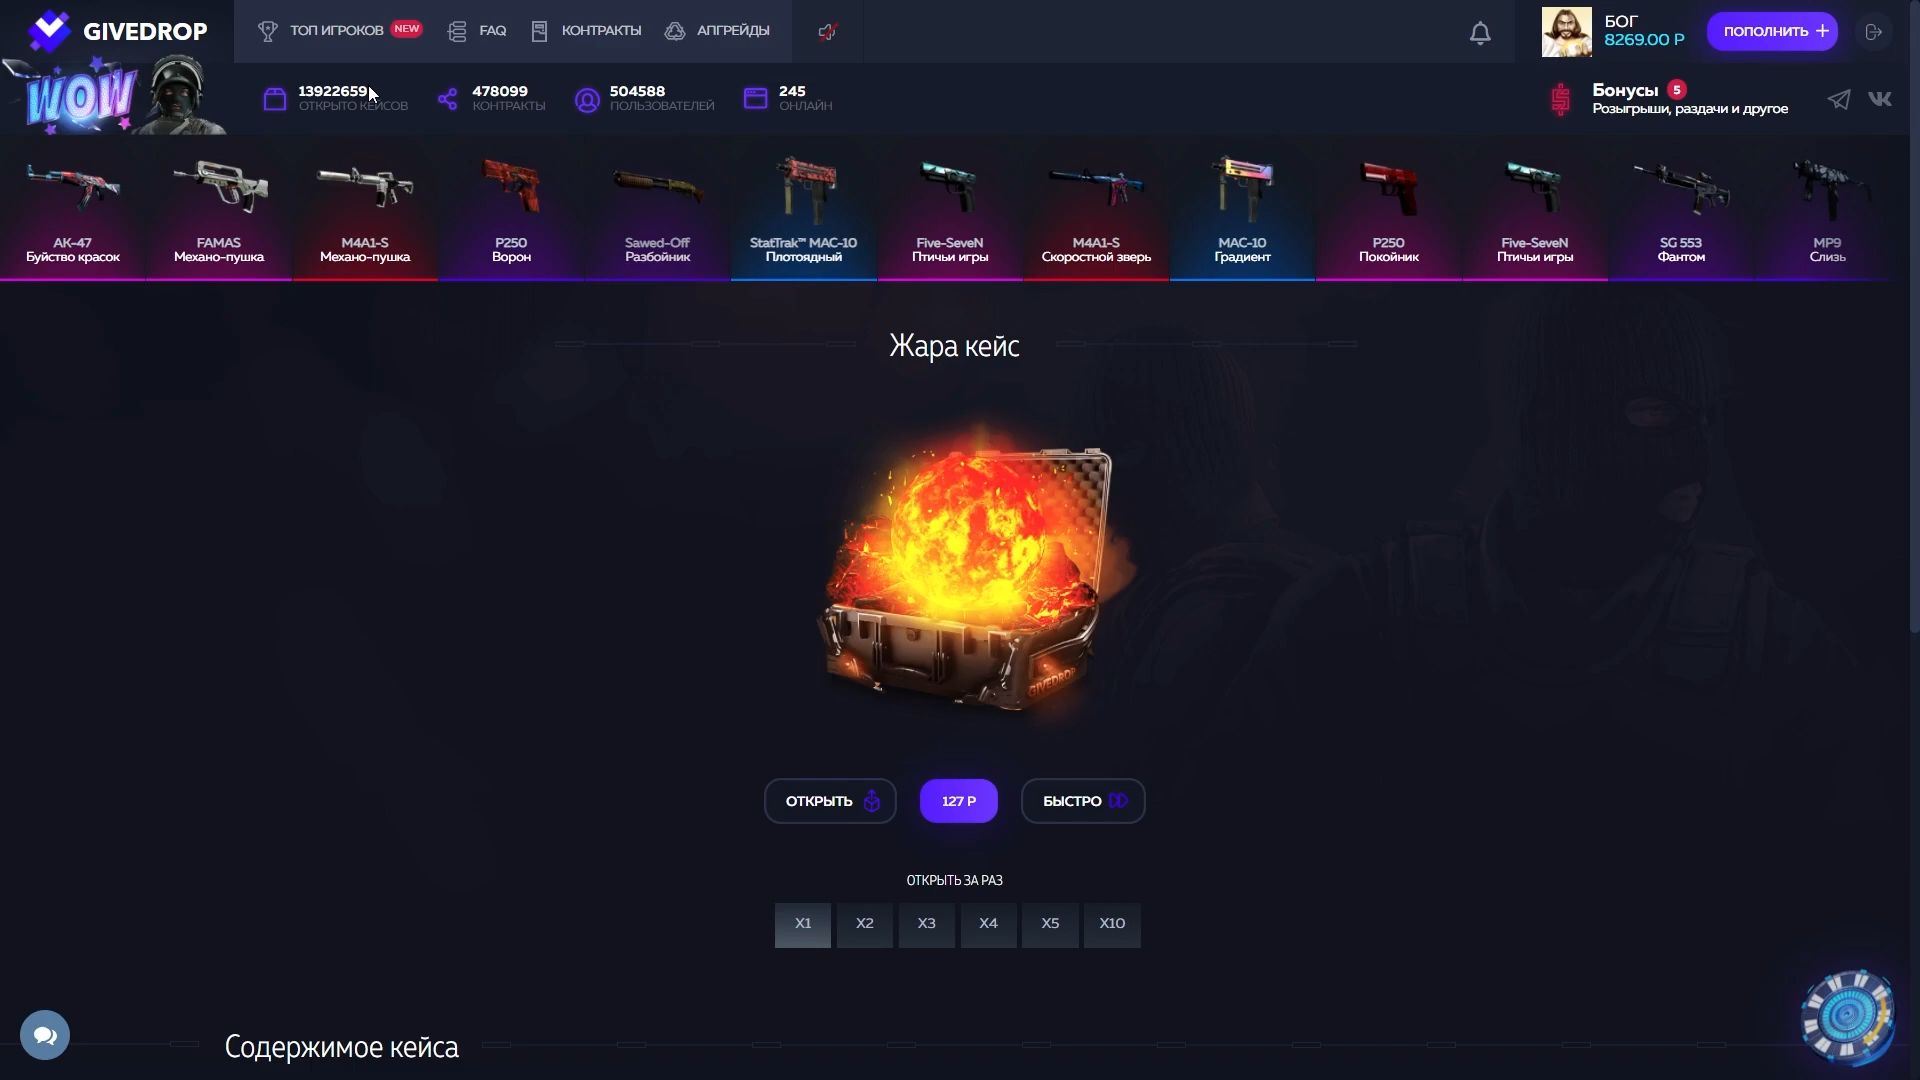 GIVEDROP
ТОП ИГРОКОВ NEW
FAQ
КОНТРАКТЫ
АПГРЕЙДЫ
БОГ
8269.00 Р
ПОПОЛНИТЬ +
WOW
13922659
ОТКРЫТО КЕЙСОВ
478099
КОНТРАКТЫ
504588
ПОЛЬЗОВАТЕЛЕЙ
245
ОНЛАЙН
Бонусы 5
Розыгрыши, раздачи и другое
AK-47
Буйство красок
FAMAS
Механо-пушка
M4A1-S
Механо-пушка
P250
Ворон
Sawed-Off
Разбойник
StatTrak™ MAC-10
Плотоядный
Five-SeveN
Птичьи игры
M4A1-S
Скоростной зверь
MAC-10
Градиент
P250
Покойник
Five-SeveN
Птичьи игры
SG 553
Фантом
MP9
Слизь
Жара кейс
GIVEDROP
ОТКРЫТЬ
127 Р
БЫСТРО
ОТКРЫТЬ ЗА РАЗ
X1
X2
X3
X4
X5
X10
Содержимое кейса